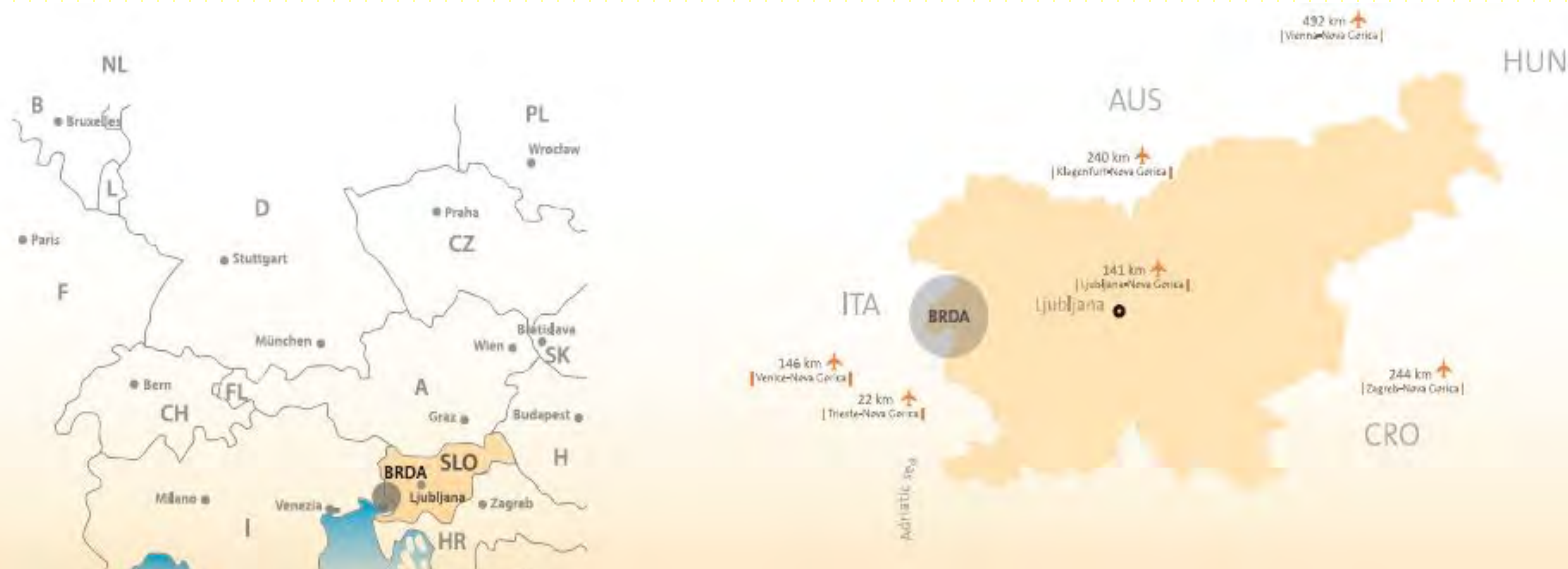 NL
B
Bruxelles
PL
Wrocław
L
D
Praha
CZ
Paris
Stuttgart
F
München
Wien
Bratislava
SK
Bern
FL
CH
A
Graz
Budapest
SLO
BRDA
H
Ljubljana
Milano
Venezia
Zagreb
I
HR
492 km
|Vienna-Nova Gorica|
HUN
AUS
240 km
|Klagenfurt-Nova Gorica|
141 km
|Ljubljana-Nova Gorica|
Ljubljana
ITA
BRDA
146 km
|Venice-Nova Gorica|
22 km
|Trieste-Nova Gorica|
244 km
|Zagreb-Nova Gorica|
CRO
Adriatic sea